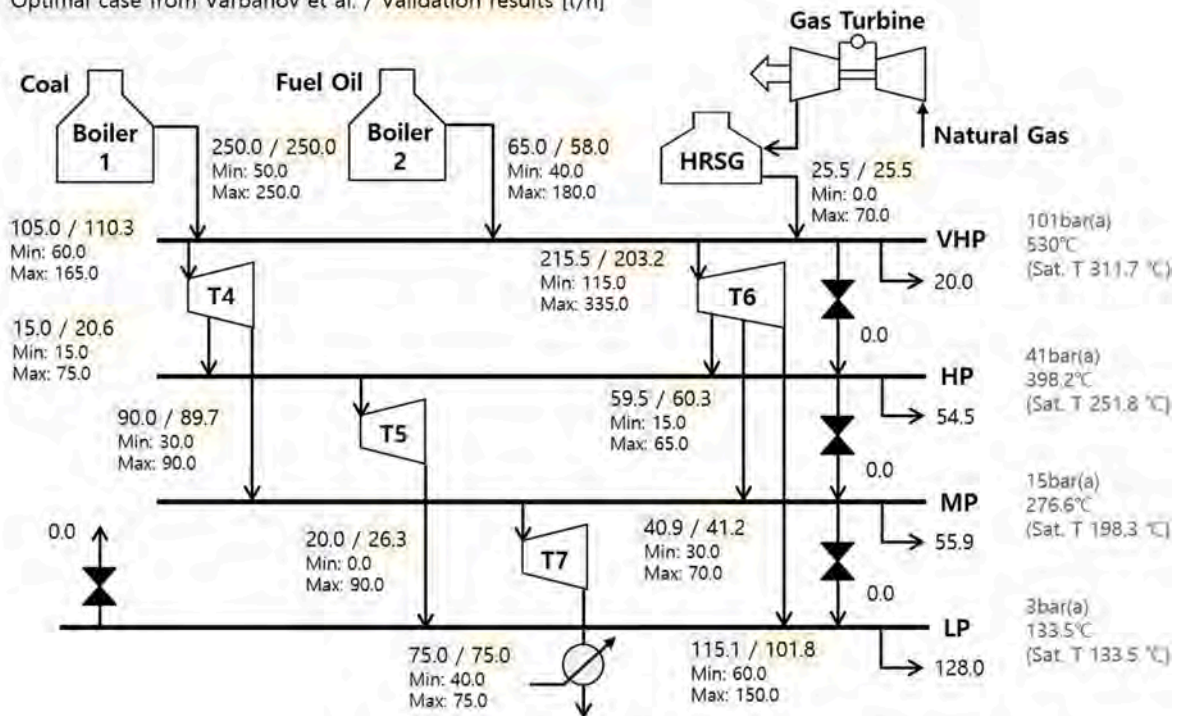 Optimal case from Varbanov et al. / Validation results [t/h]
Gas Turbine
Coal
Fuel Oil
Boiler
1
Boiler
2
HRSG
Natural Gas
250.0 / 250.0
Min: 50.0
Max: 250.0
65.0 / 58.0
Min: 40.0
Max: 180.0
25.5 / 25.5
Min: 0.0
Max: 70.0
105.0 / 110.3
Min: 60.0
Max: 165.0
215.5 / 203.2
Min: 115.0
Max: 335.0
VHP
101bar(a)
530℃
(Sat. T 311.7 ℃)
20.0
T4
T6
0.0
15.0 / 20.6
Min: 15.0
Max: 75.0
HP
41bar(a)
398.2℃
(Sat. T 251.8 ℃)
54.5
90.0 / 89.7
Min: 30.0
Max: 90.0
T5
59.5 / 60.3
Min: 15.0
Max: 65.0
0.0
MP
15bar(a)
276.6℃
(Sat. T 198.3 ℃)
55.9
0.0
20.0 / 26.3
Min: 0.0
Max: 90.0
T7
40.9 / 41.2
Min: 30.0
Max: 70.0
0.0
LP
3bar(a)
133.5℃
(Sat. T 133.5 ℃)
128.0
75.0 / 75.0
Min: 40.0
Max: 75.0
115.1 / 101.8
Min: 60.0
Max: 150.0